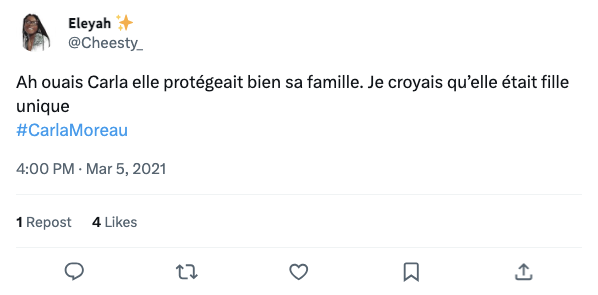 Eleyah ✨
@Cheesty_
Ah ouais Carla elle protégeait bien sa famille. Je croyais qu’elle était fille
unique
#CarlaMoreau
4:00 PM · Mar 5, 2021
1 Repost 4 Likes